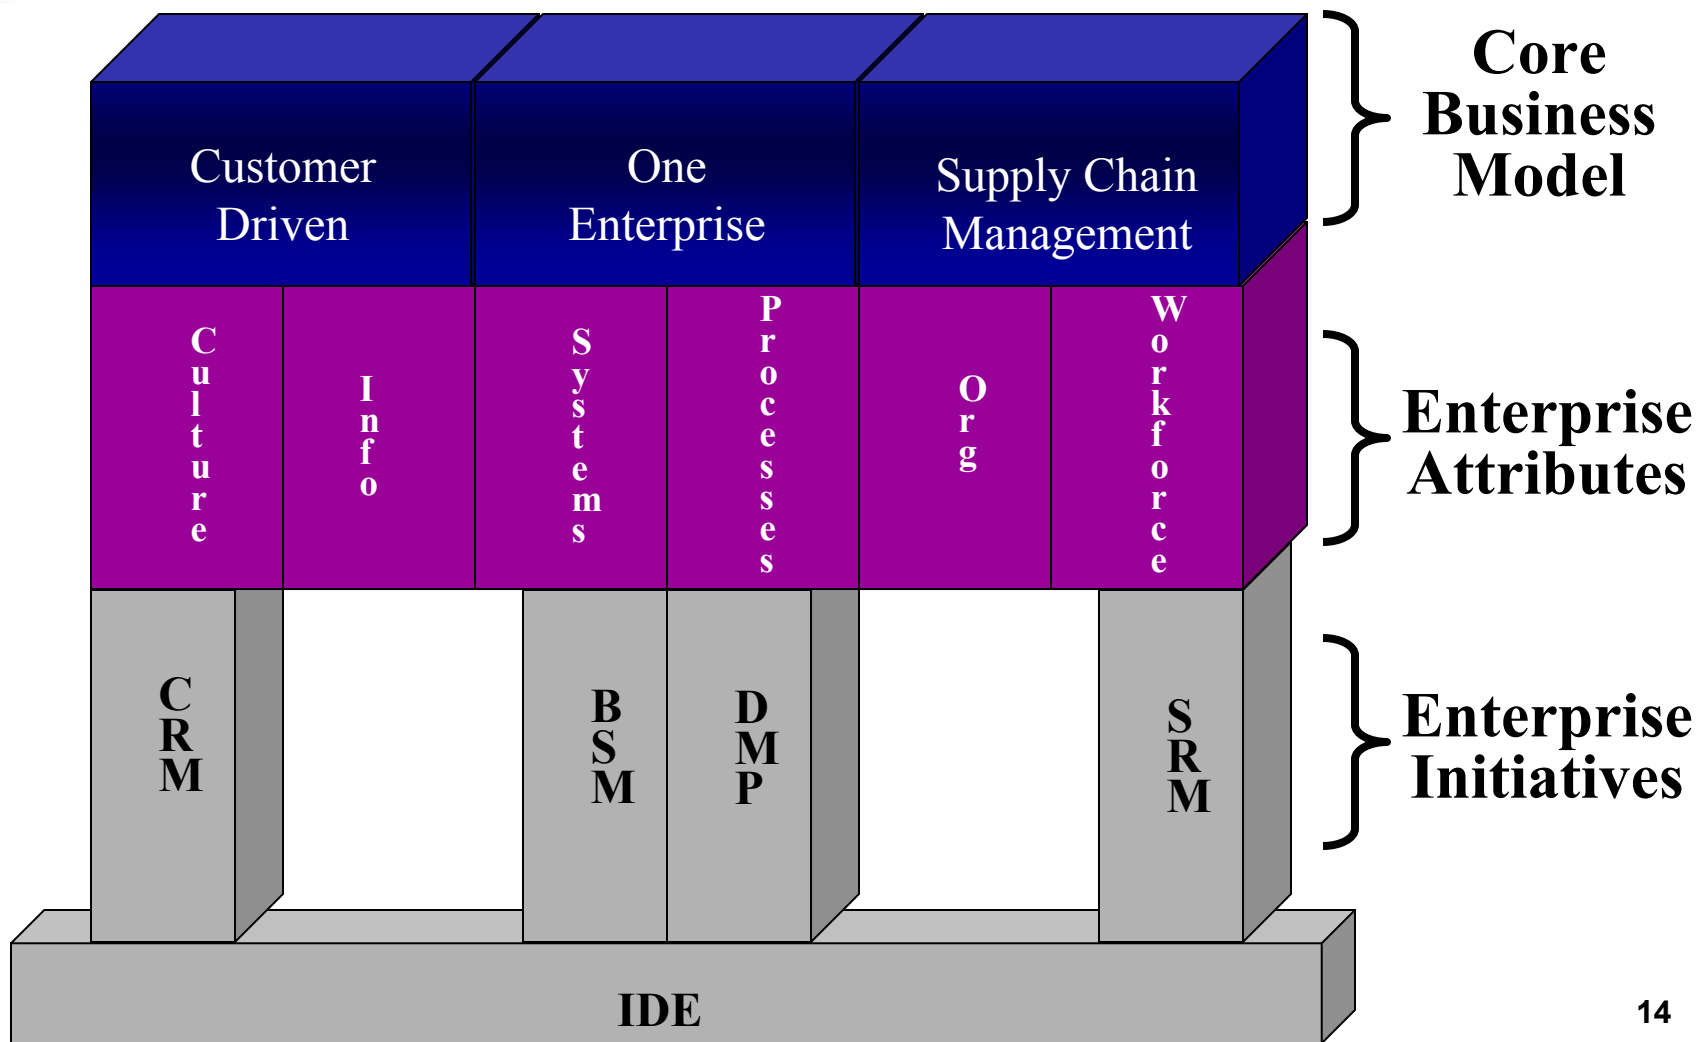 Customer
Driven
One
Enterprise
Supply Chain
Management
Core
Business
Model
Culture
Info
Systems
Processes
Org
Workforce
Enterprise
Attributes
CRM
BSM
DMP
SRM
Enterprise
Initiatives
IDE
14